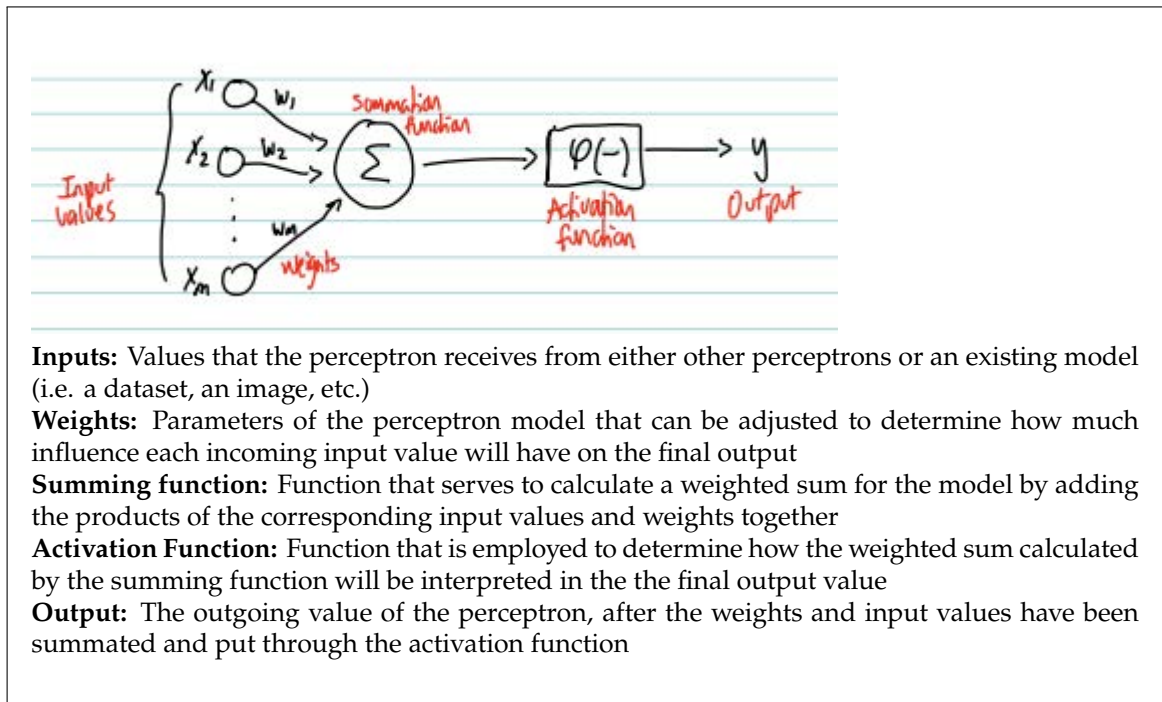 X1
w1
Summation
function
X2
w2
Σ
φ(-)
y
Input
values
Activation
function
Output
wm
weights
Xm
Inputs: Values that the perceptron receives from either other perceptrons or an existing model
(i.e. a dataset, an image, etc.)
Weights: Parameters of the perceptron model that can be adjusted to determine how much
influence each incoming input value will have on the final output
Summing function: Function that serves to calculate a weighted sum for the model by adding
the products of the corresponding input values and weights together
Activation Function: Function that is employed to determine how the weighted sum calculated
by the summing function will be interpreted in the the final output value
Output: The outgoing value of the perceptron, after the weights and input values have been
summated and put through the activation function